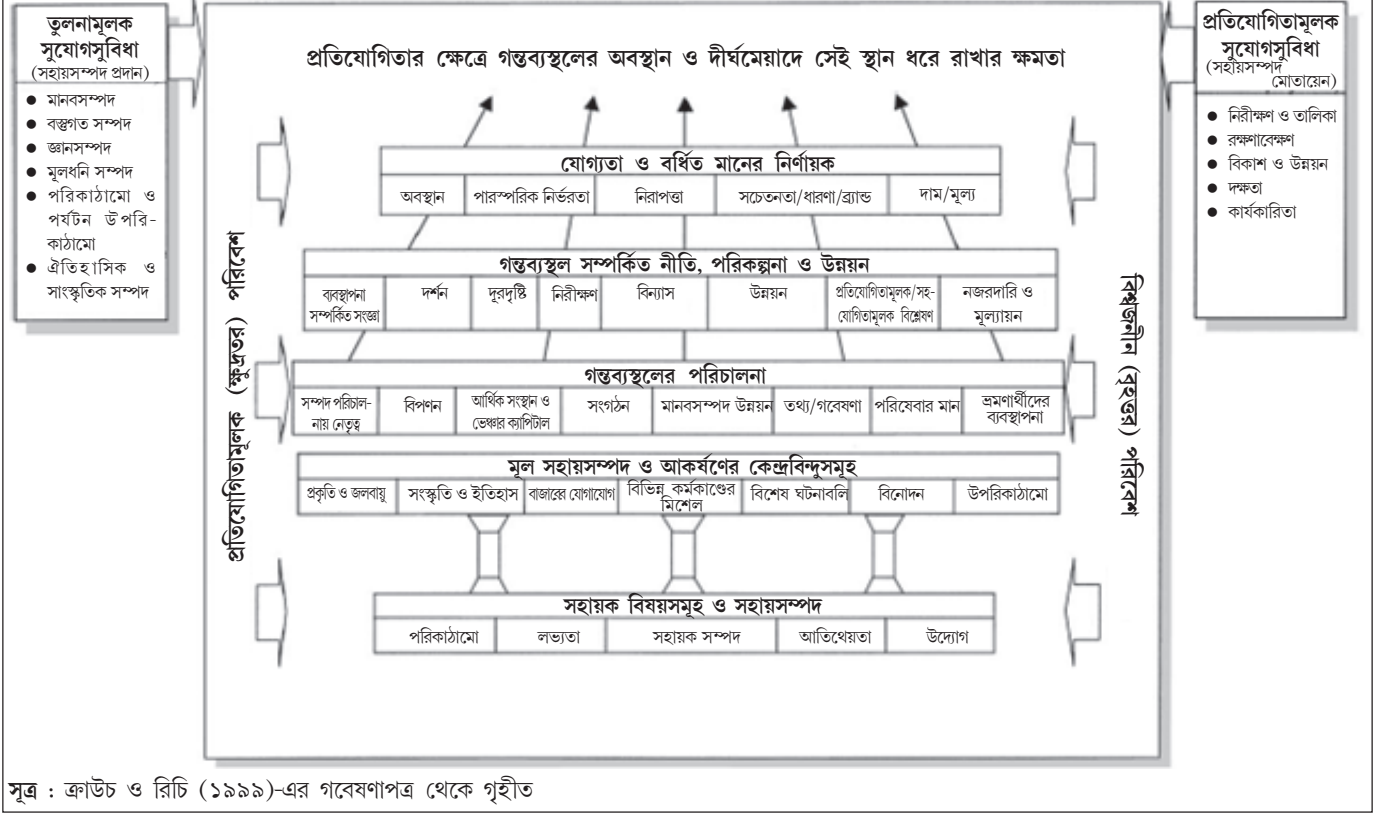 তুলনামূলক
সুযোগসুবিধা
(সহায়সম্পদ প্রদান)
● মানবসম্পদ
● বস্তুগত সম্পদ
● জ্ঞানসম্পদ
● মূলধনি সম্পদ
● পরিকাঠামো ও
পর্যটন উপরি-
কাঠামো
● ঐতিহাসিক ও
সাংস্কৃতিক সম্পদ
প্রতিযোগিতামূলক (ক্ষুদ্রতর) পরিবেশ
প্রতিযোগিতার ক্ষেত্রে গন্তব্যস্থলের অবস্থান ও দীর্ঘমেয়াদে সেই স্থান ধরে রাখার ক্ষমতা
যোগ্যতা ও বর্ধিত মানের নির্ণায়ক
অবস্থান
পারস্পরিক নির্ভরতা
নিরাপত্তা
সচেতনতা/ধারণা/ব্র্যান্ড
দাম/মূল্য
গন্তব্যস্থল সম্পর্কিত নীতি, পরিকল্পনা ও উন্নয়ন
ব্যবস্থাপনা
সম্পর্কিত সংজ্ঞা
দর্শন
দূরদৃষ্টি
নিরীক্ষণ
বিন্যাস
উন্নয়ন
প্রতিযোগিতামূলক/সহ-
যোগিতামূলক বিশ্লেষণ
নজরদারি ও
মূল্যায়ন
গন্তব্যস্থলের পরিচালনা
সম্পদ পরিচাল-
নায় নেতৃত্ব
বিপণন
আর্থিক সংস্থান ও
ভেঞ্চার ক্যাপিটাল
সংগঠন
মানবসম্পদ উন্নয়ন
তথ্য/গবেষণা
পরিষেবার মান
ভ্রমণার্থীদের
ব্যবস্থাপনা
মূল সহায়সম্পদ ও আকর্ষণের কেন্দ্রবিন্দুসমূহ
প্রকৃতি ও জলবায়ু
সংস্কৃতি ও ইতিহাস
বাজারের যোগাযোগ
বিভিন্ন কর্মকাণ্ডের
মিশেল
বিশেষ ঘটনাবলি
বিনোদন
উপরিকাঠামো
সহায়ক বিষয়সমূহ ও সহায়সম্পদ
পরিকাঠামো
লভ্যতা
সহায়ক সম্পদ
আতিথেয়তা
উদ্যোগ
বিশ্বজনীন (বৃহত্তর) পরিবেশ
প্রতিযোগিতামূলক
সুযোগসুবিধা
(সহায়সম্পদ
মোতায়েন)
● নিরীক্ষণ ও তালিকা
● রক্ষণাবেক্ষণ
● বিকাশ ও উন্নয়ন
● দক্ষতা
● কার্যকারিতা
সূত্র : ক্রাউচ ও রিচি (১৯৯৯)-এর গবেষণাপত্র থেকে গৃহীত